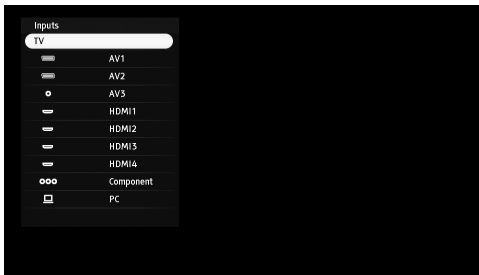 Inputs
TV
AV1
AV2
AV3
HDMI1
HDMI2
HDMI3
HDMI4
Component
PC